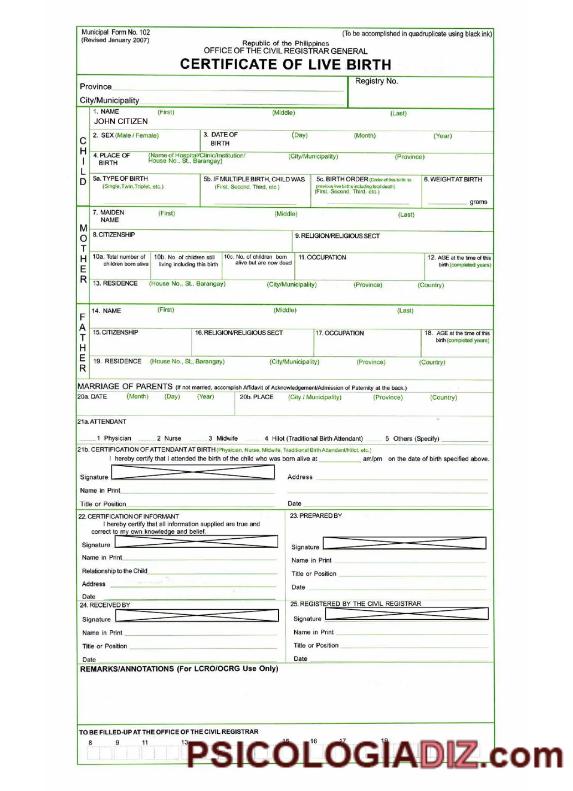 Municipal Form No. 102
(Revised January 2007)
(To be accomplished in quadruplicate using black ink)
Republic of the Philippines
OFFICE OF THE CIVIL REGISTRAR GENERAL
CERTIFICATE OF LIVE BIRTH
Province
Registry No.
City/Municipality
CHILD
1. NAME (First) (Middle) (Last)
JOHN CITIZEN
2. SEX (Male / Female) 3. DATE OF BIRTH (Day) (Month) (Year)
4. PLACE OF BIRTH (Name of Hospital/Clinic/Institution/ House No., St., Barangay) (City/Municipality) (Province)
5a. TYPE OF BIRTH (Single, Twin, Triplet, etc.) 5b. IF MULTIPLE BIRTH, CHILD WAS (First, Second, Third, etc.) 5c. BIRTH ORDER (Order of this birth to previous live births including fetal death) (First, Second, Third, etc.) 6. WEIGHT AT BIRTH
grams
MOTHER
7. MAIDEN NAME (First) (Middle) (Last)
8. CITIZENSHIP 9. RELIGION/RELIGIOUS SECT
10a. Total number of children born alive 10b. No. of children still living including this birth 10c. No. of children born alive but are now dead 11. OCCUPATION 12. AGE at the time of this birth (completed years)
13. RESIDENCE (House No., St., Barangay) (City/Municipality) (Province) (Country)
FATHER
14. NAME (First) (Middle) (Last)
15. CITIZENSHIP 16. RELIGION/RELIGIOUS SECT 17. OCCUPATION 18. AGE at the time of this birth (completed years)
19. RESIDENCE (House No., St., Barangay) (City/Municipality) (Province) (Country)
MARRIAGE OF PARENTS (If not married, accomplish Affidavit of Acknowledgement/Admission of Paternity at the back.)
20a. DATE (Month) (Day) (Year) 20b. PLACE (City / Municipality) (Province) (Country)
21a. ATTENDANT
1 Physician 2 Nurse 3 Midwife 4 Hilot (Traditional Birth Attendant) 5 Others (Specify)
21b. CERTIFICATION OF ATTENDANT AT BIRTH (Physician, Nurse, Midwife, Traditional Birth Attendant/Hilot, etc.)
I hereby certify that I attended the birth of the child who was born alive at am/pm on the date of birth specified above.
Signature Address
Name in Print
Title or Position Date
22. CERTIFICATION OF INFORMANT
I hereby certify that all information supplied are true and
correct to my own knowledge and belief.
Signature
Name in Print
Relationship to the Child
Address
Date
23. PREPARED BY
Signature
Name in Print
Title or Position
Date
24. RECEIVED BY
Signature
Name in Print
Title or Position
Date
25. REGISTERED BY THE CIVIL REGISTRAR
Signature
Name in Print
Title or Position
Date
REMARKS/ANNOTATIONS (For LCRO/OCRG Use Only)
TO BE FILLED-UP AT THE OFFICE OF THE CIVIL REGISTRAR
8 9 11 13 15 16 17 19
PSICOLOGIADIZ.com